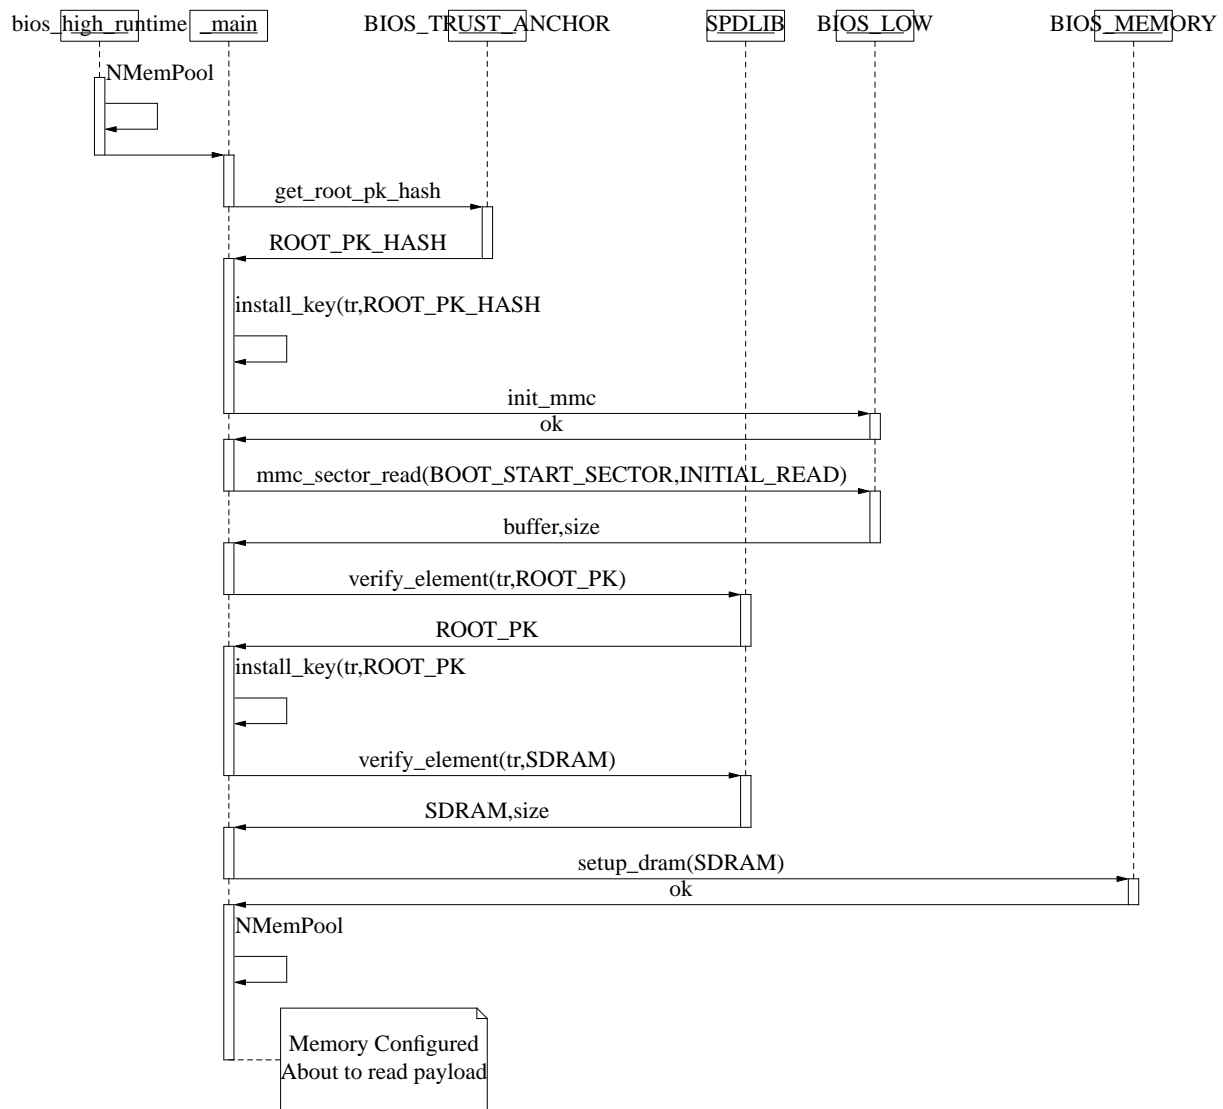 bios_high_runtime _main BIOS_TRUST_ANCHOR SPDLIB BIOS_LOW BIOS_MEMORY
NMemPool
get_root_pk_hash
ROOT_PK_HASH
install_key(tr,ROOT_PK_HASH
init_mmc
ok
mmc_sector_read(BOOT_START_SECTOR,INITIAL_READ)
buffer,size
verify_element(tr,ROOT_PK)
ROOT_PK
install_key(tr,ROOT_PK
verify_element(tr,SDRAM)
SDRAM,size
setup_dram(SDRAM)
ok
NMemPool
Memory Configured
About to read payload